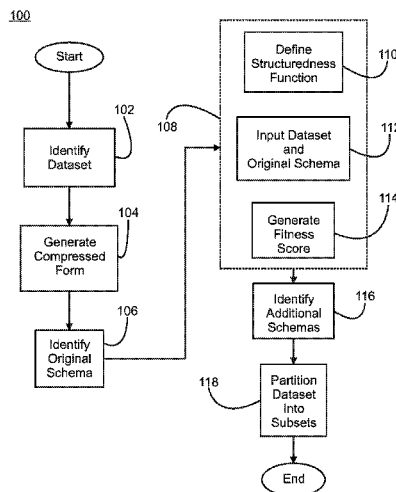 100
Start
102
Identify
Dataset
104
Generate
Compressed
Form
106
Identify
Original
Schema
108
Define
Structuredness
Function
110
Input Dataset
and
Original Schema
112
Generate
Fitness
Score
114
Identify
Additional
Schemas
116
Partition
Dataset
into
Subsets
118
End